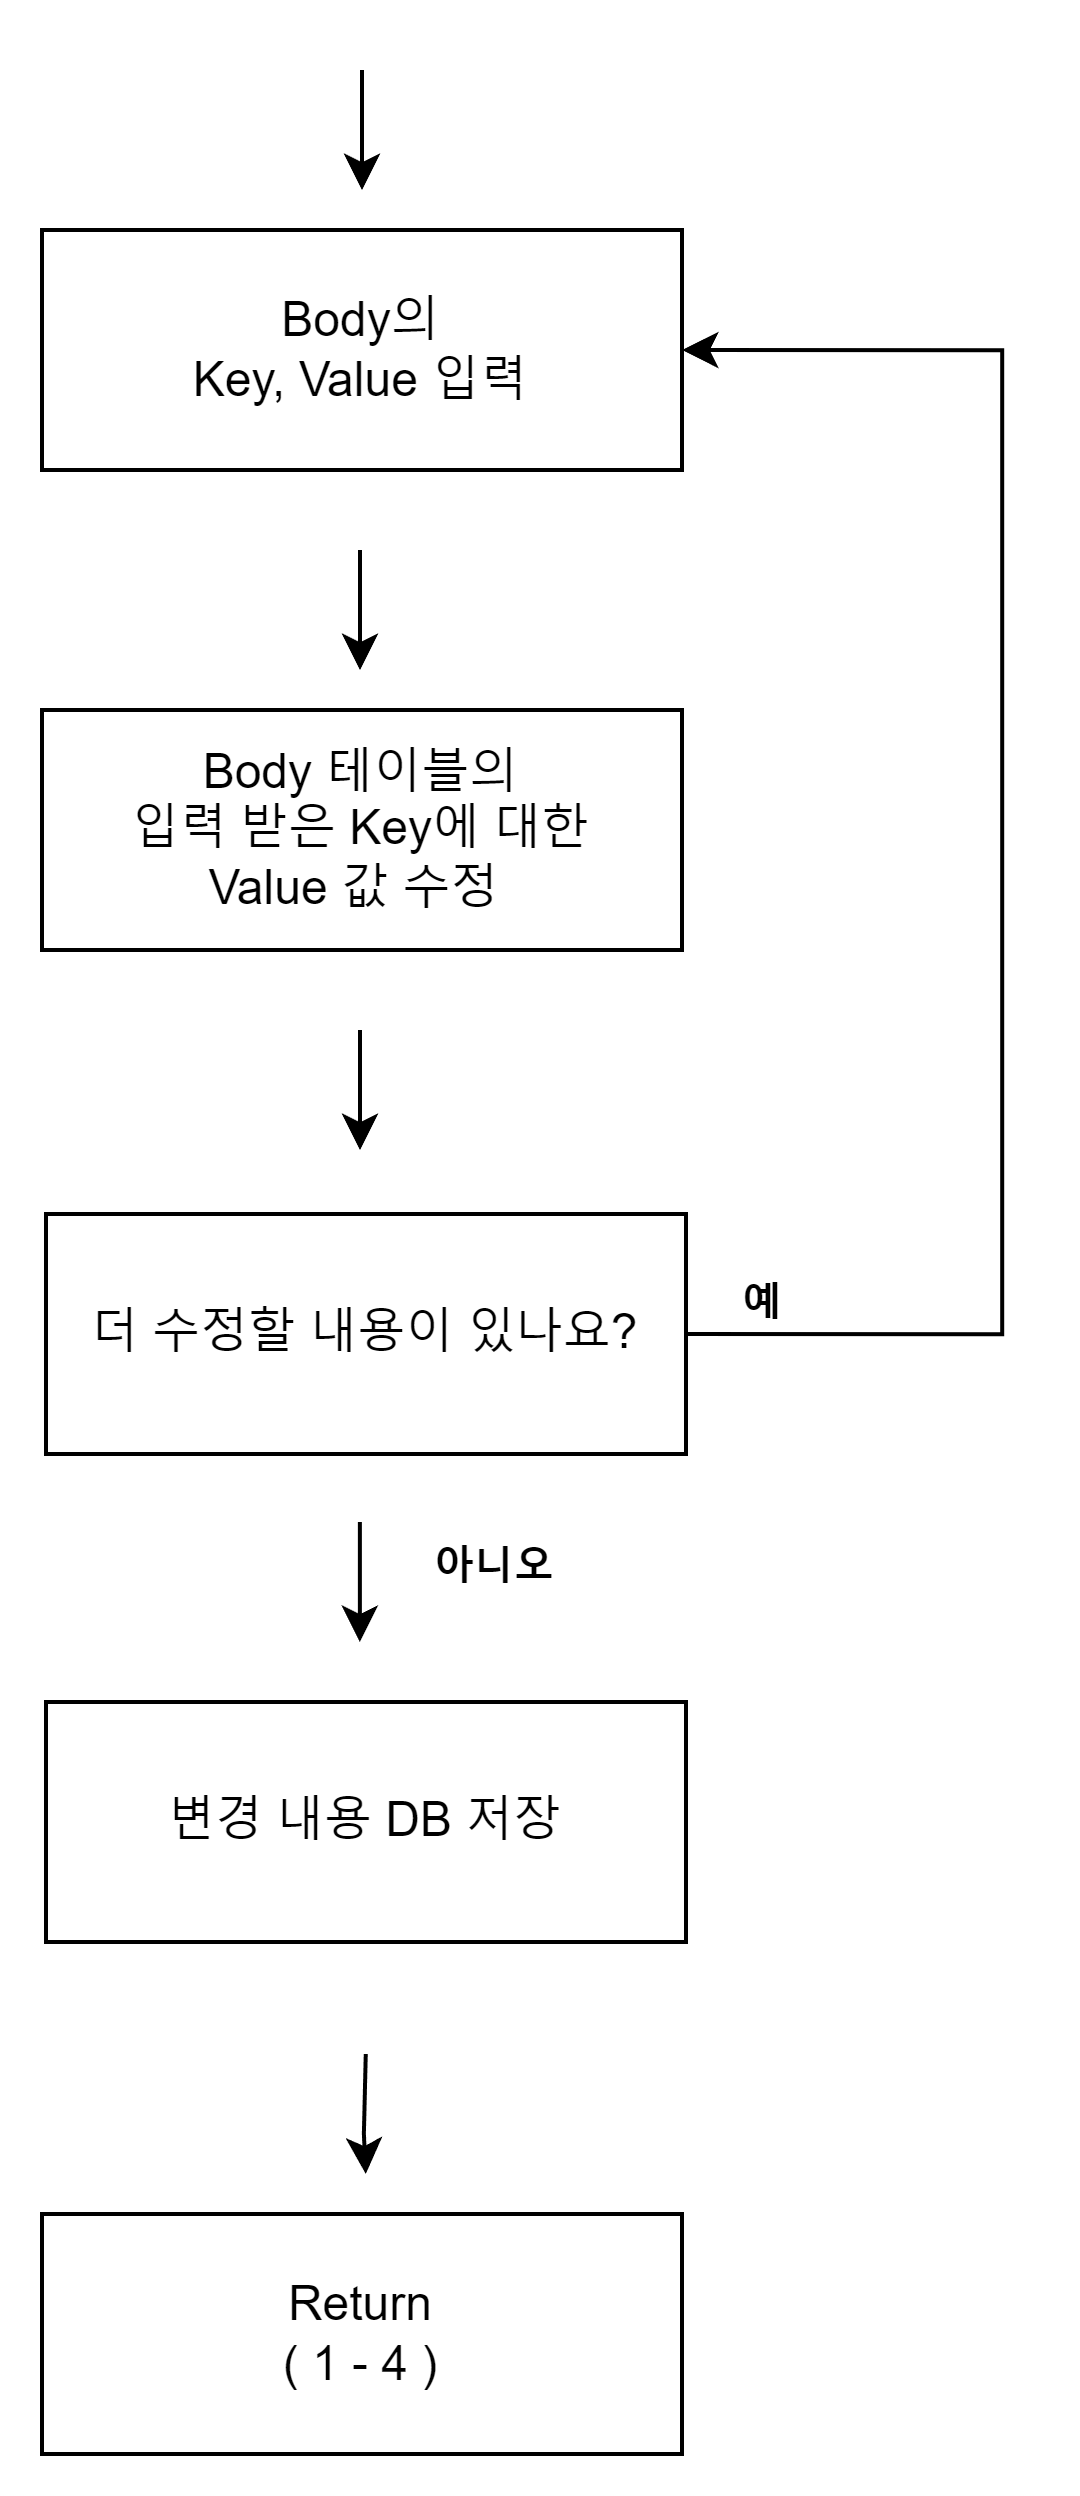 Body의
Key, Value 입력
Body 테이블의
입력 받은 Key에 대한
Value 값 수정
더 수정할 내용이 있나요?
예
아니오
변경 내용 DB 저장
Return
( 1 - 4 )